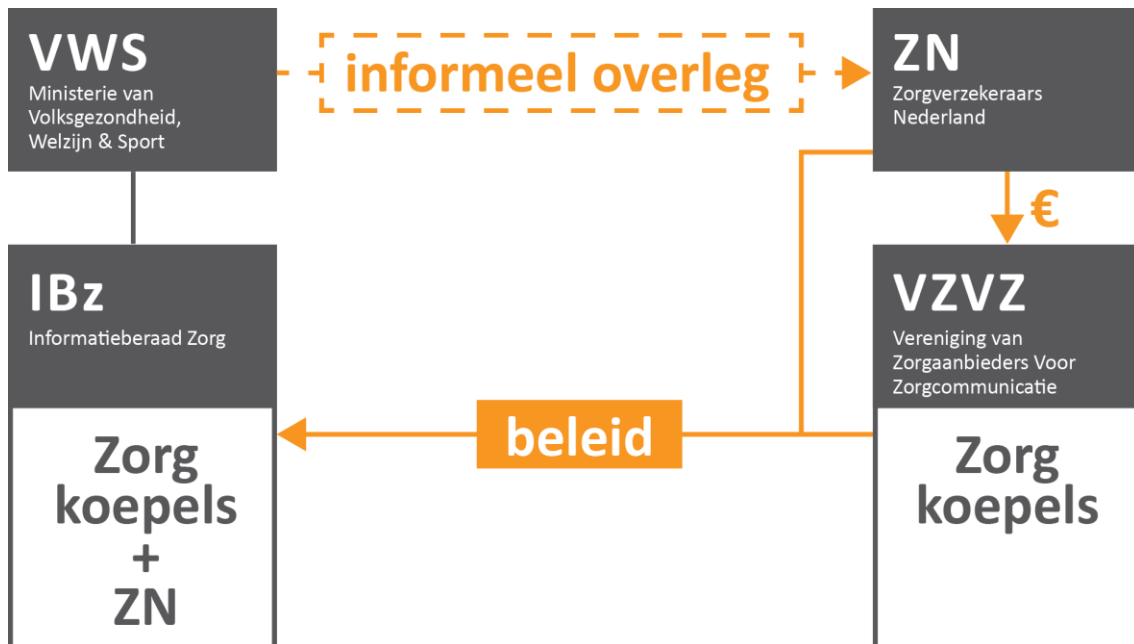 VWS
Ministerie van
Volksgezondheid,
Welzijn & Sport
informeel overleg
ZN
Zorgverzekeraars
Nederland
€
IBz
Informatieberaad Zorg
VZVZ
Vereniging van
Zorgaanbieders Voor
Zorgcommunicatie
beleid
Zorg
koepels
+
ZN
Zorg
koepels